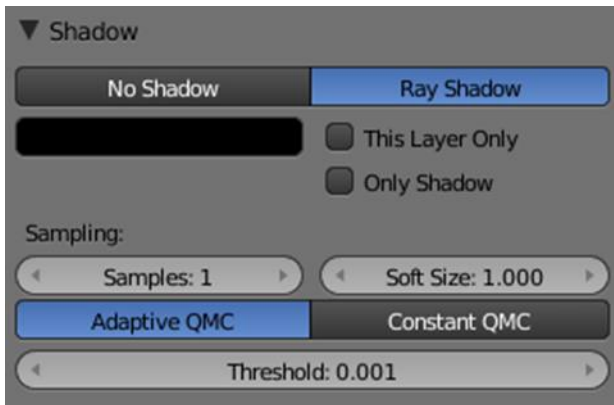 Shadow
No Shadow Ray Shadow
This Layer Only
Only Shadow
Sampling:
Samples: 1 Soft Size: 1.000
Adaptive QMC Constant QMC
Threshold: 0.001